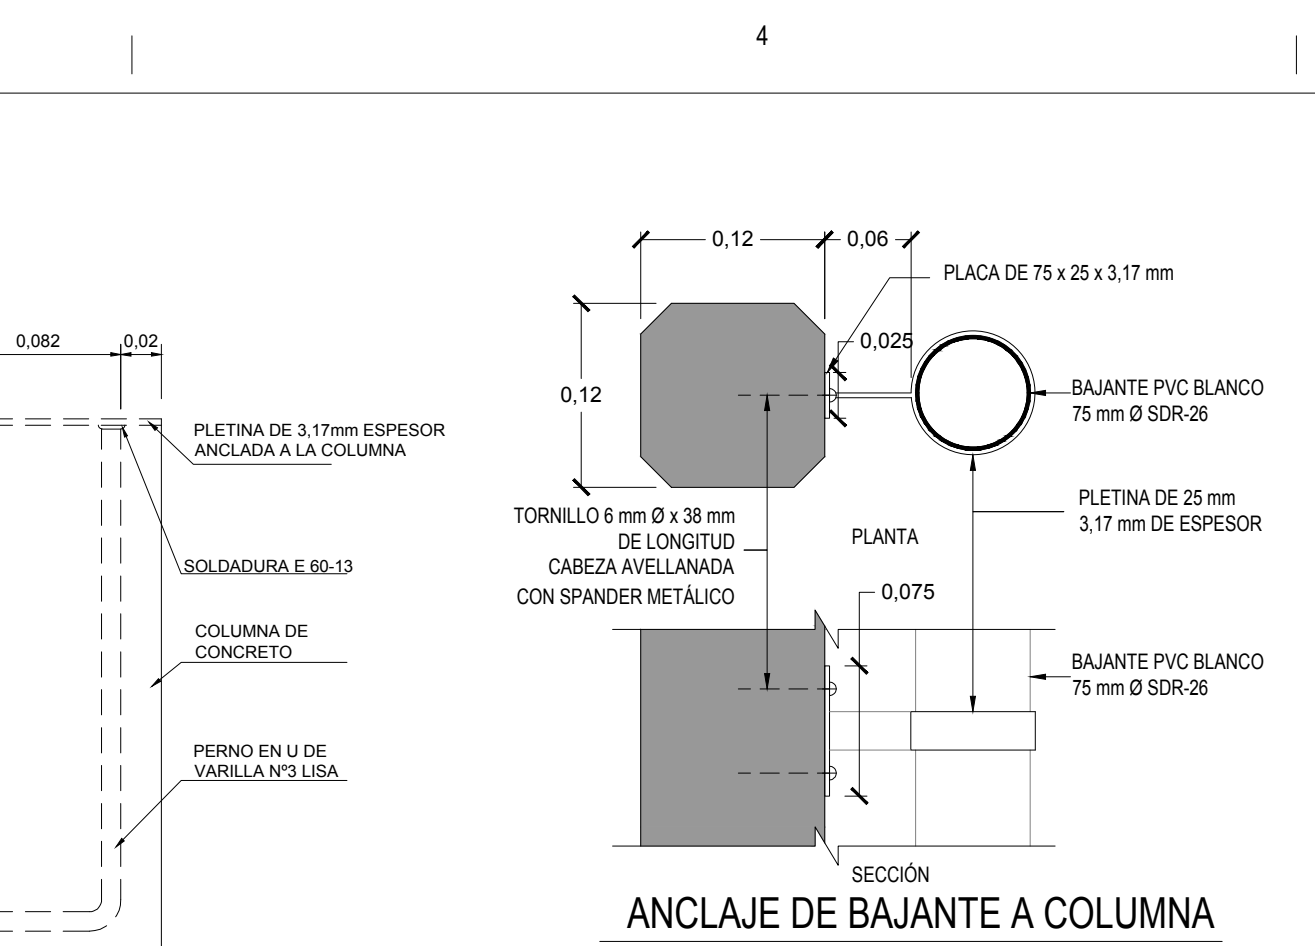 4
0,082
0,02
PLETINA DE 3,17mm ESPESOR
ANCLADA A LA COLUMNA
SOLDADURA E 60-13
COLUMNA DE
CONCRETO
PERNO EN U DE
VARILLA Nº3 LISA
0,12
0,06
PLACA DE 75 x 25 x 3,17 mm
0,025
0,12
BAJANTE PVC BLANCO
75 mm Ø SDR-26
TORNILLO 6 mm Ø x 38 mm
DE LONGITUD
CABEZA AVELLANADA
CON SPANDER METÁLICO
PLETINA DE 25 mm
3,17 mm DE ESPESOR
PLANTA
0,075
BAJANTE PVC BLANCO
75 mm Ø SDR-26
SECCIÓN
ANCLAJE DE BAJANTE A COLUMNA